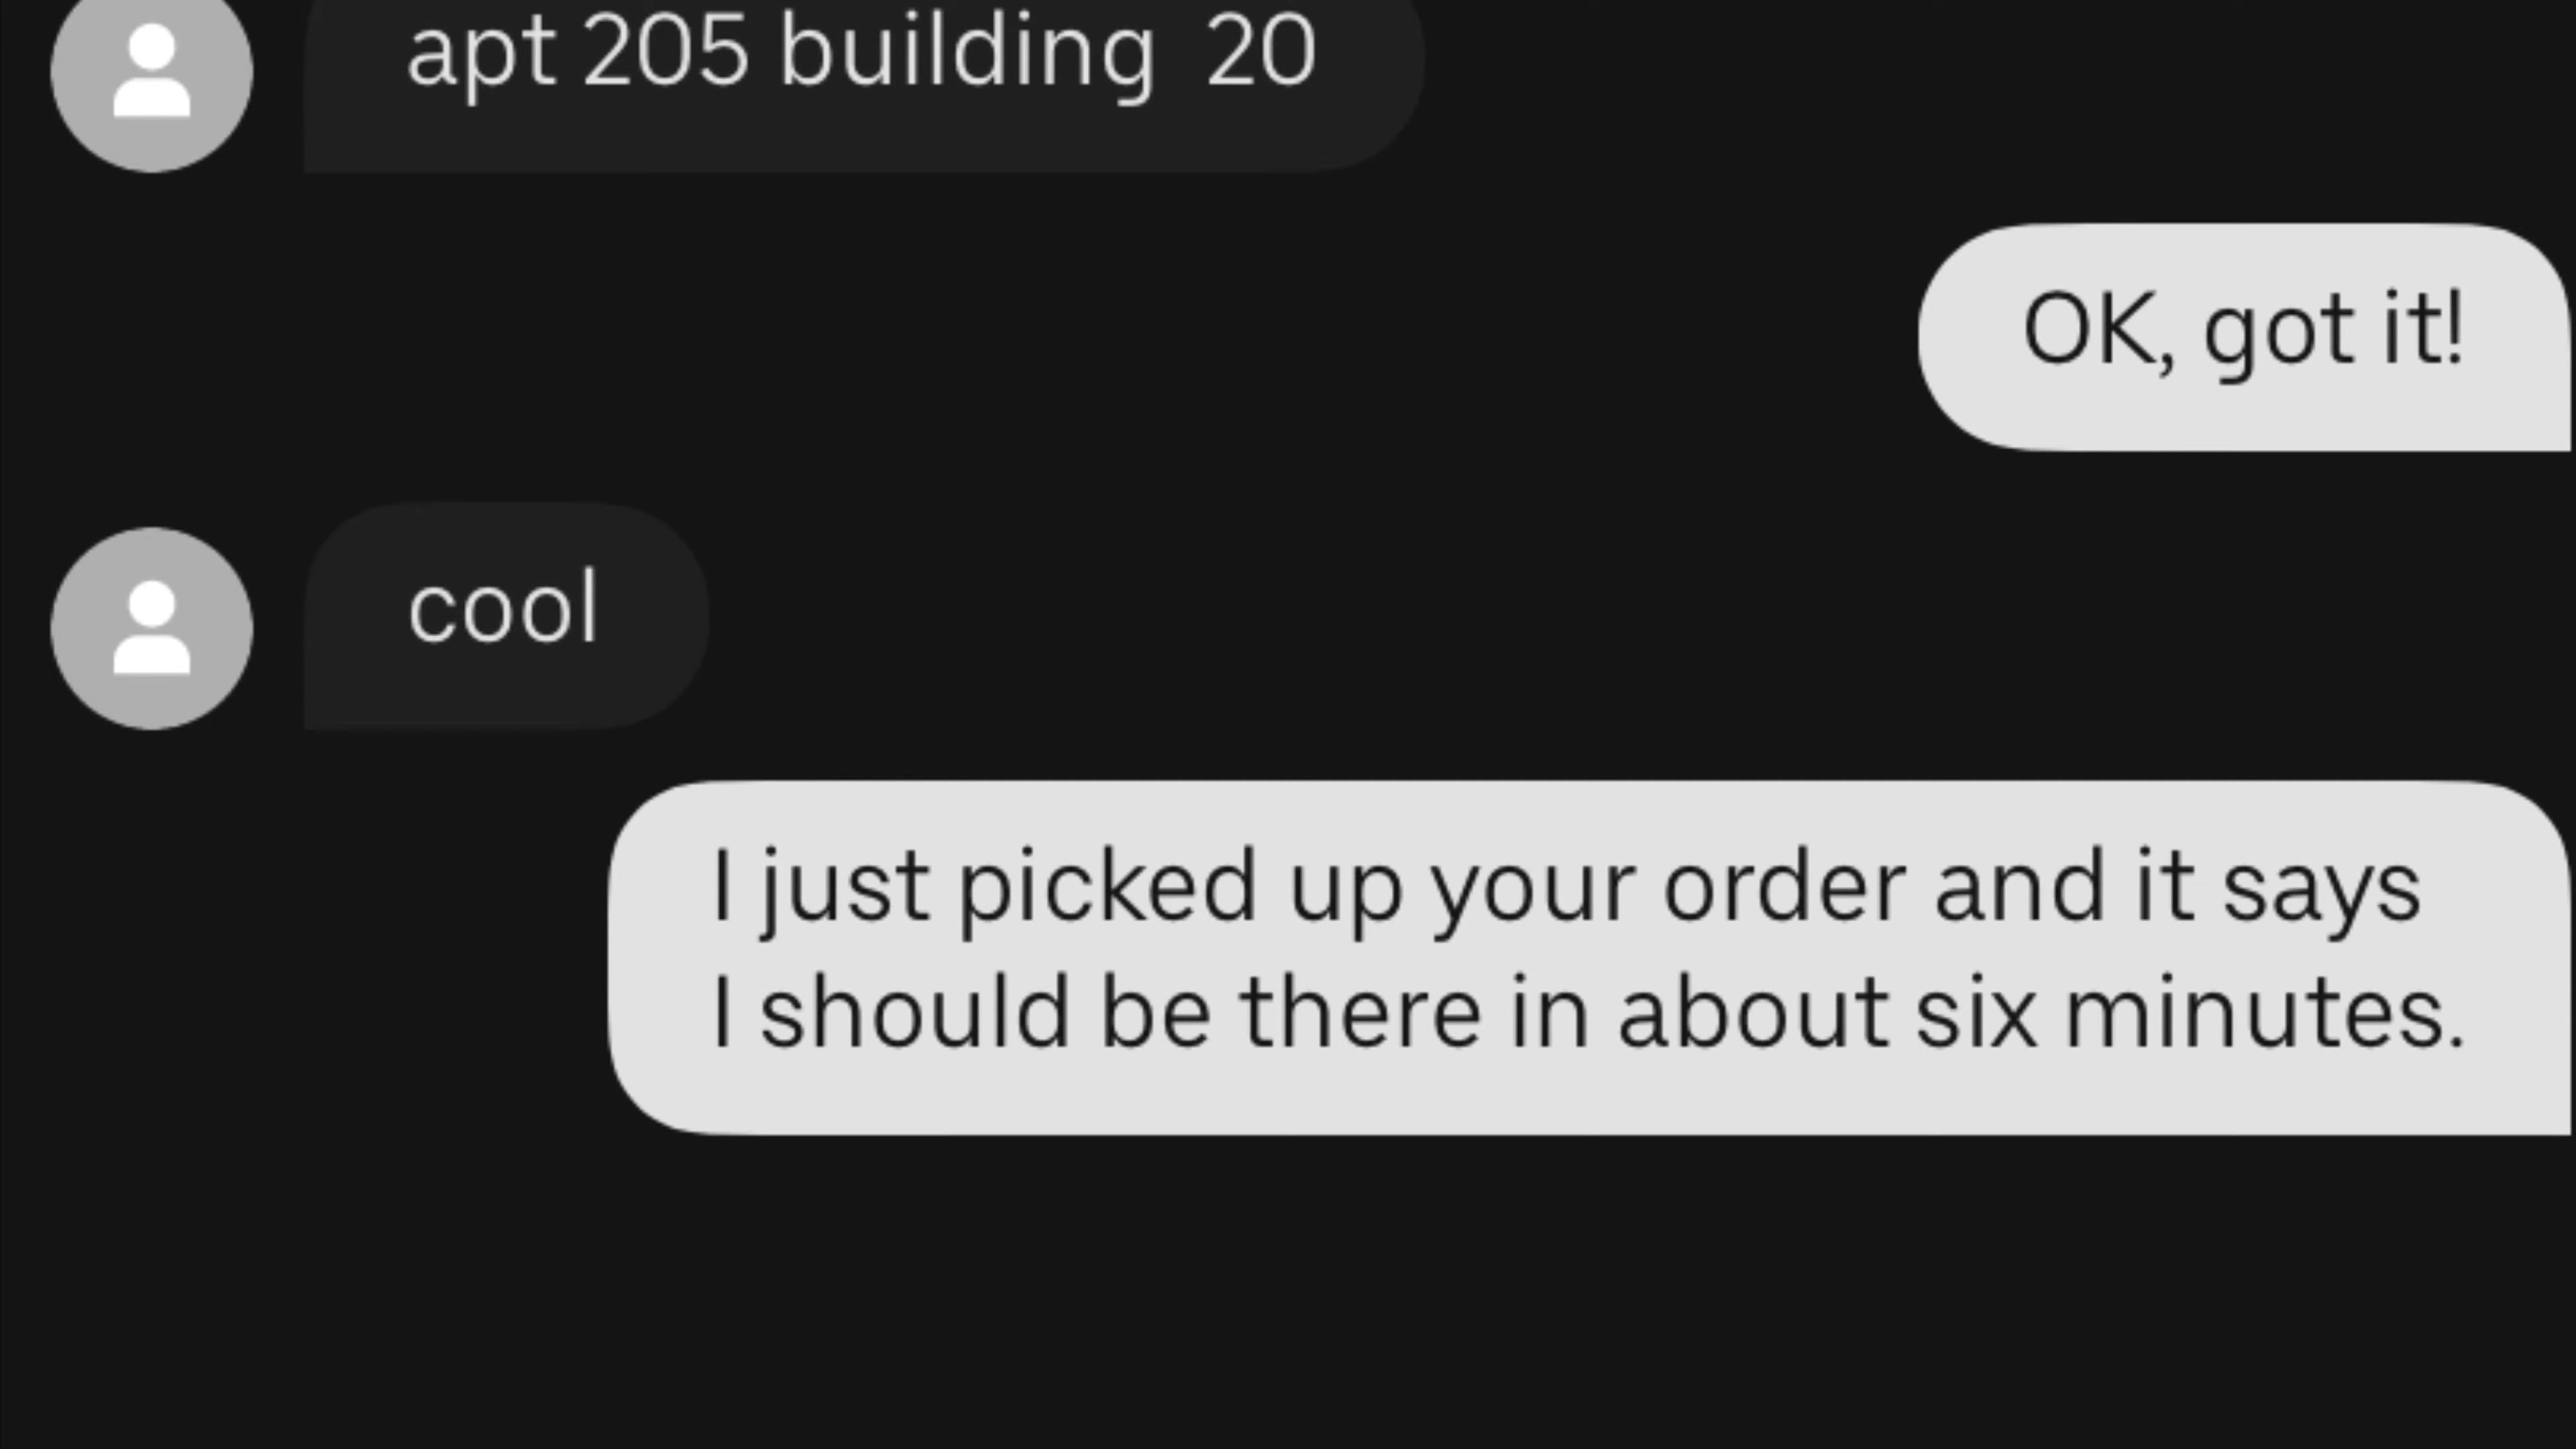 apt 205 building  20
OK, got it!
cool
I just picked up your order and it says
I should be there in about six minutes.